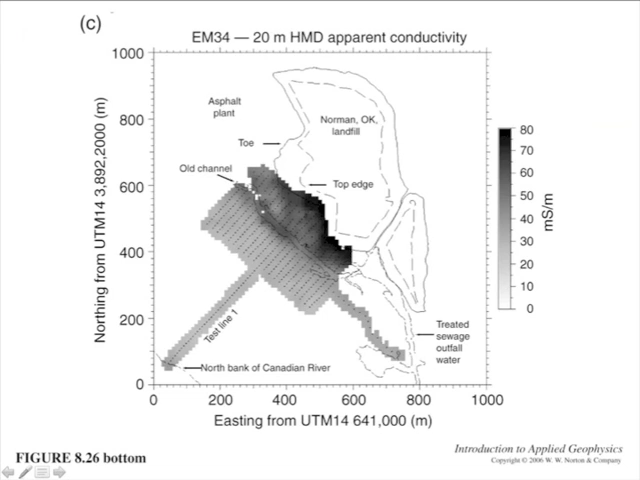 (c)
EM34 — 20 m HMD apparent conductivity
1000
800
600
400
200
0
Northing from UTM14 3,892,2000 (m)
Asphalt
plant
Norman, OK,
landfill
Toe
Old channel
Top edge
Test line 1
North bank of Canadian River
Treated
sewage
outfall
water
0
200
400
600
800
1000
Easting from UTM14 641,000 (m)
80
70
60
50
40
30
20
10
0
mS/m
FIGURE 8.26 bottom
Introduction to Applied Geophysics
Copyright © 2006 W. W. Norton & Company